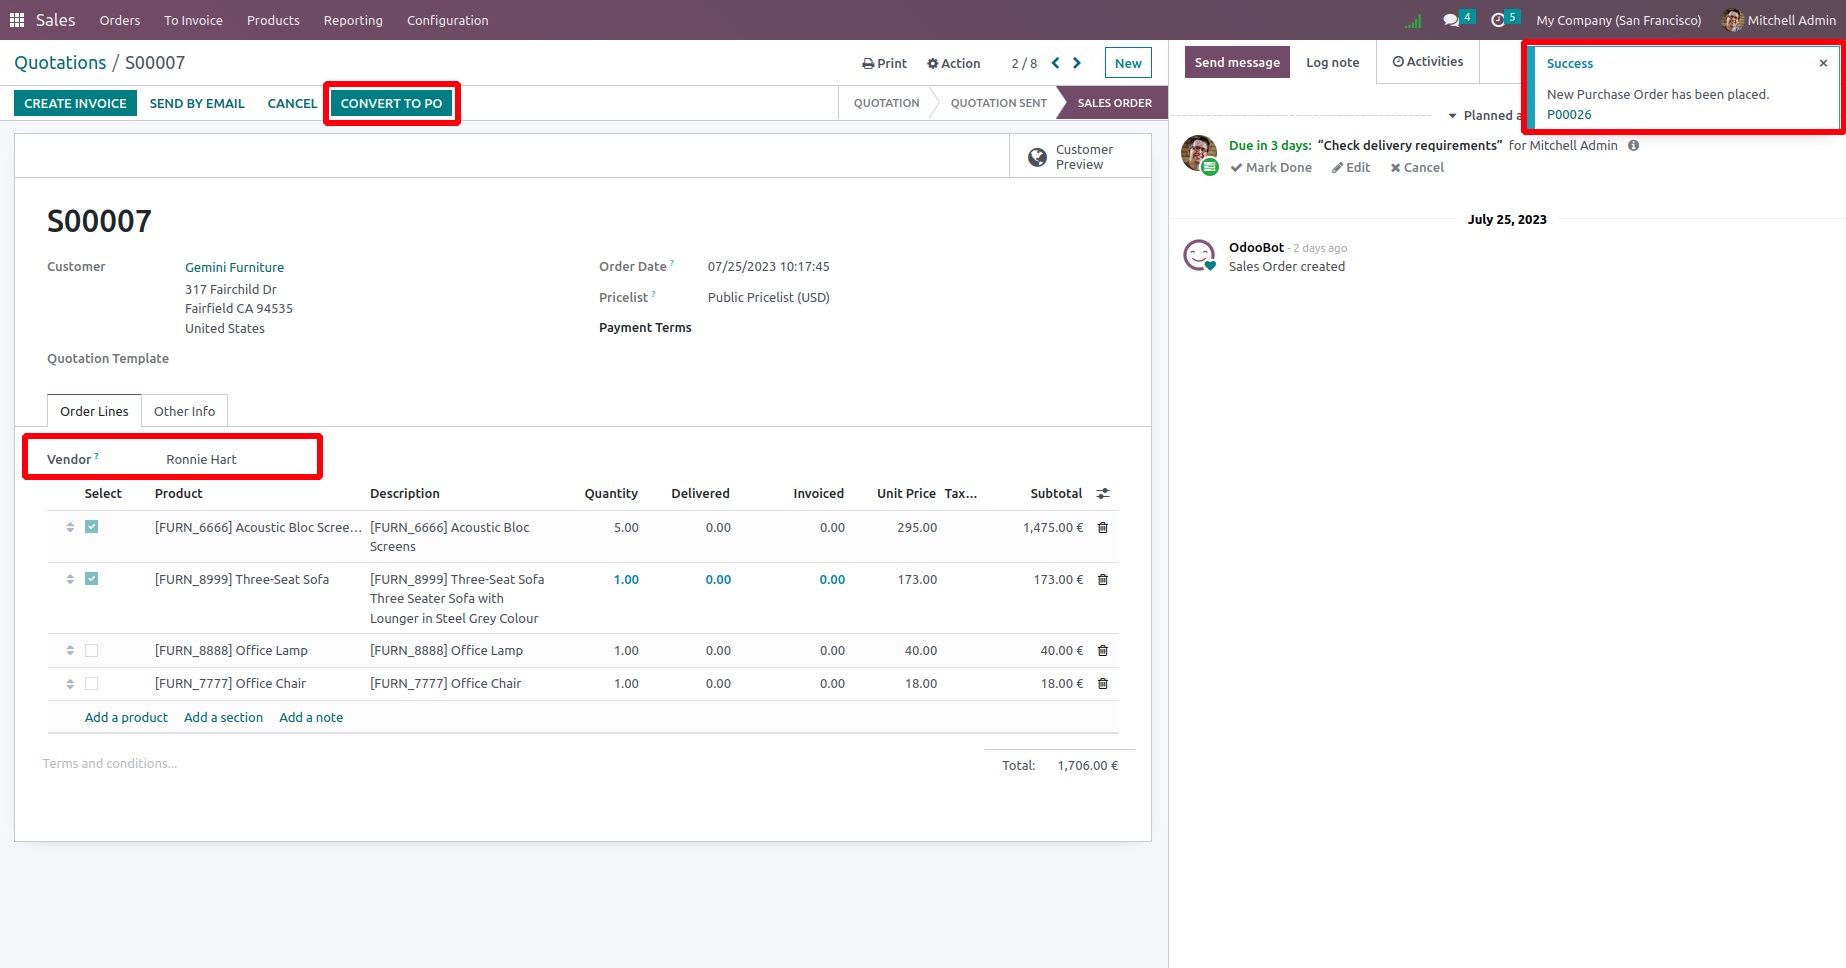 Sales Orders To Invoice Products Reporting Configuration 4 5 My Company (San Francisco) Mitchell Admin
Quotations / S00007 Print Action 2 / 8 New
CREATE INVOICE SEND BY EMAIL CANCEL CONVERT TO PO QUOTATION QUOTATION SENT SALES ORDER
Customer
Preview
S00007
Customer Gemini Furniture
317 Fairchild Dr
Fairfield CA 94535
United States
Order Date ? 07/25/2023 10:17:45
Pricelist ? Public Pricelist (USD)
Payment Terms
Quotation Template
Order Lines Other Info
Vendor ? Ronnie Hart
Select Product Description Quantity Delivered Invoiced Unit Price Tax... Subtotal
[FURN_6666] Acoustic Bloc Scree... [FURN_6666] Acoustic Bloc 5.00 0.00 0.00 295.00 1,475.00 €
Screens
[FURN_8999] Three-Seat Sofa [FURN_8999] Three-Seat Sofa 1.00 0.00 0.00 173.00 173.00 €
Three Seater Sofa with
Lounger in Steel Grey Colour
[FURN_8888] Office Lamp [FURN_8888] Office Lamp 1.00 0.00 0.00 40.00 40.00 €
[FURN_7777] Office Chair [FURN_7777] Office Chair 1.00 0.00 0.00 18.00 18.00 €
Add a product Add a section Add a note
Terms and conditions...
Total: 1,706.00 €
Send message Log note Activities
Success
New Purchase Order has been placed.
P00026
Planned a
Due in 3 days: “Check delivery requirements” for Mitchell Admin
Mark Done Edit Cancel
July 25, 2023
OdooBot - 2 days ago
Sales Order created